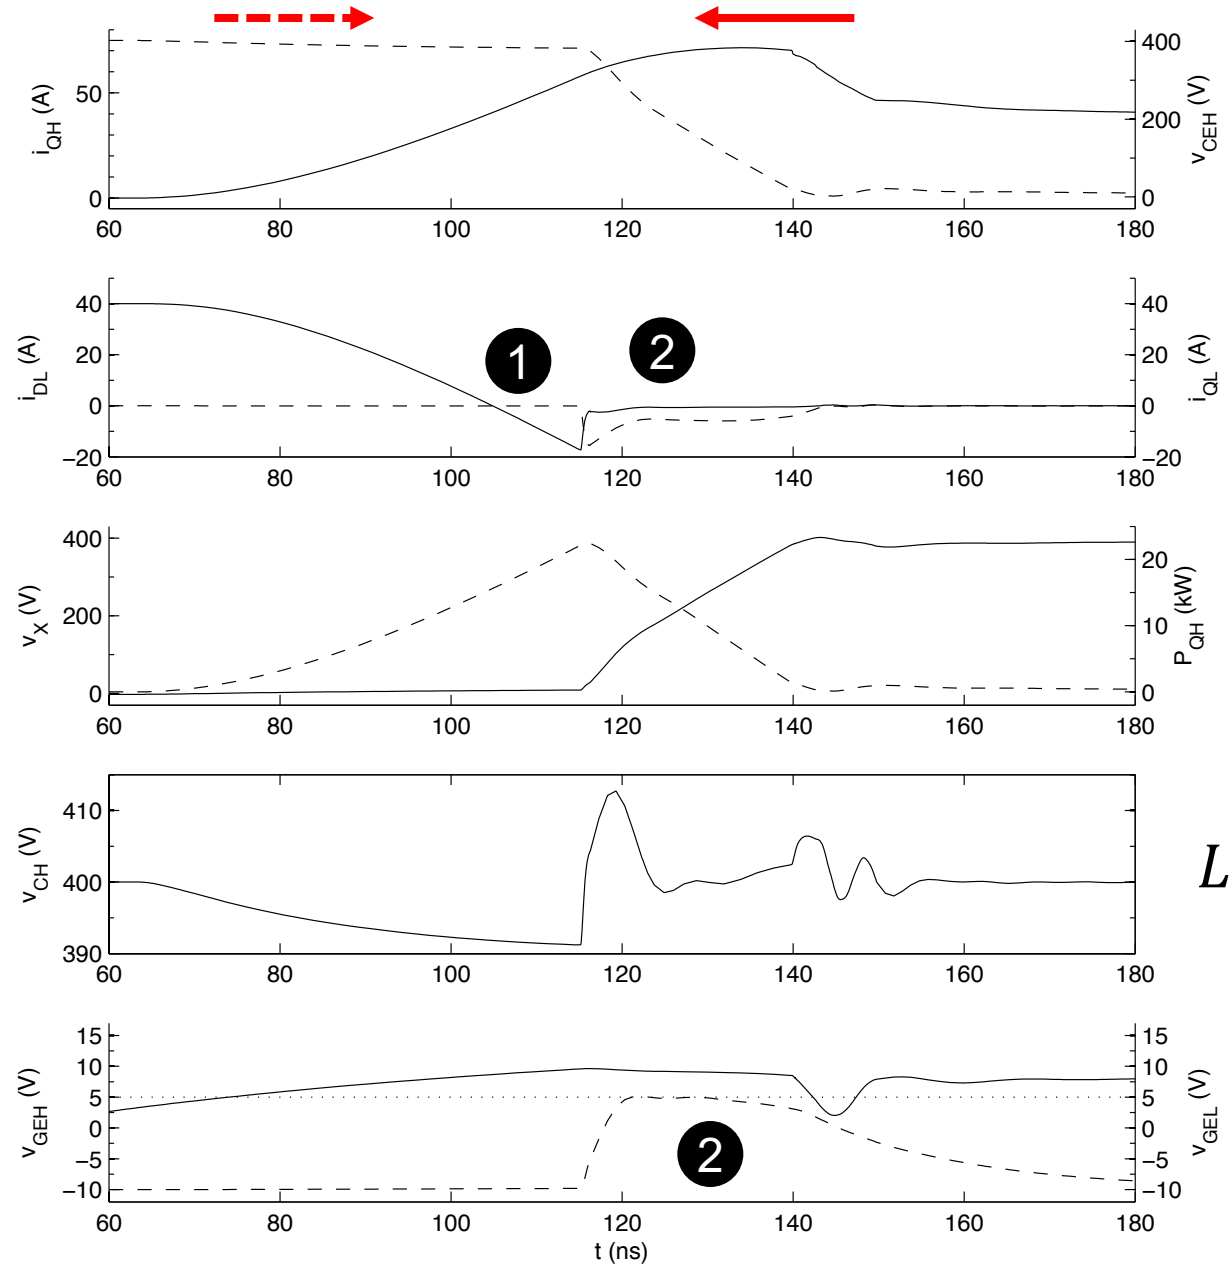 i_QH (A)
50
0
400
200
0
v_CEH (V)
60 80 100 120 140 160 180
i_DL (A)
40
20
0
−20
1
2
40
20
0
−20
i_QL (A)
60 80 100 120 140 160 180
v_X (V)
400
200
0
20
10
0
P_QH (kW)
60 80 100 120 140 160 180
v_CH (V)
410
400
390
L
60 80 100 120 140 160 180
v_GEH (V)
15
10
5
0
−5
−10
2
15
10
5
0
−5
−10
v_GEL (V)
60 80 100 120 140 160 180
t (ns)